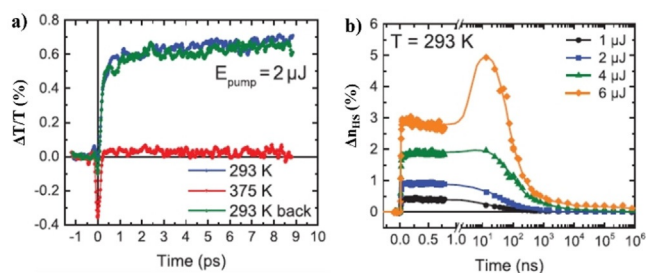 a)
ΔT/T (%)
0.8
0.6
0.4
0.2
0.0
-0.2
-0.4
E_pump = 2 µJ
293 K
375 K
293 K back
-1 0 1 2 3 4 5 6 7 8 9 10
Time (ps)
b)
Δn_HS (%)
6
5
4
3
2
1
0
T = 293 K
1 µJ
2 µJ
4 µJ
6 µJ
0.0 0.5 1.0 10¹ 10² 10³ 10⁴ 10⁵ 10⁶
Time (ns)